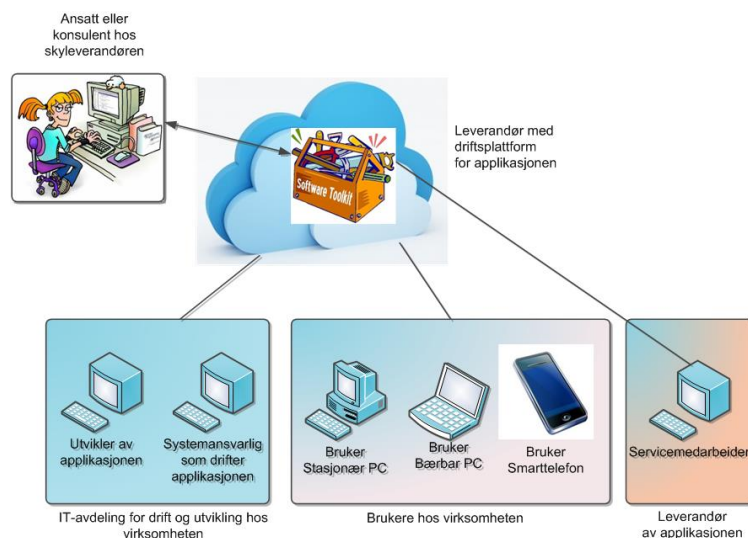 Ansatt eller
konsulent hos
skyleverandøren
Leverandør med
driftsplattform
for applikasjonen
Software Toolkit
Utvikler av
applikasjonen
Systemansvarlig
som drifter
applikasjonen
Bruker
Stasjonær PC
Bruker
Bærbar PC
Bruker
Smarttelefon
Servicemedarbeider
IT-avdeling for drift og utvikling hos
virksomheten
Brukere hos virksomheten
Leverandør
av applikasjonen